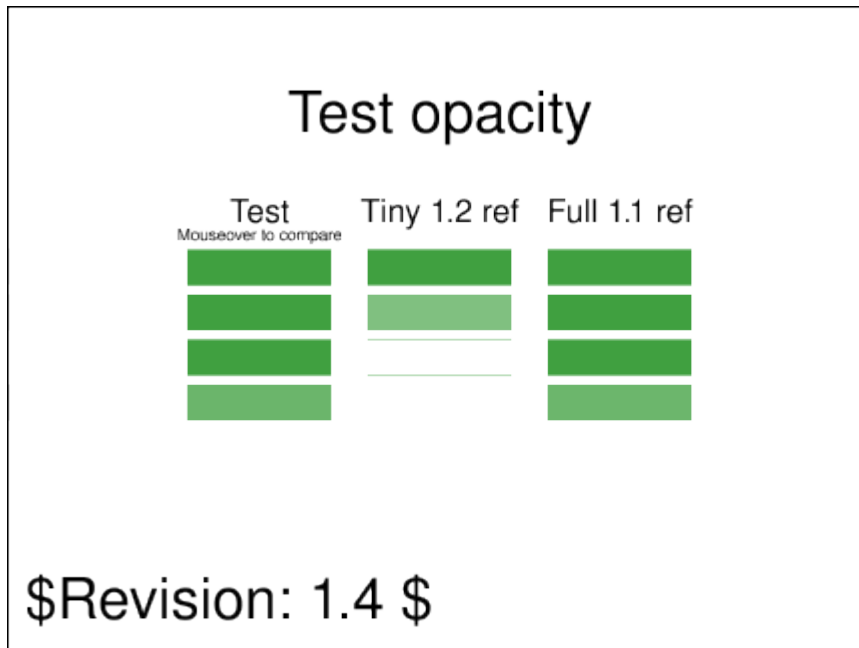 Test opacity
Test Tiny 1.2 ref Full 1.1 ref
Mouseover to compare
$Revision: 1.4 $